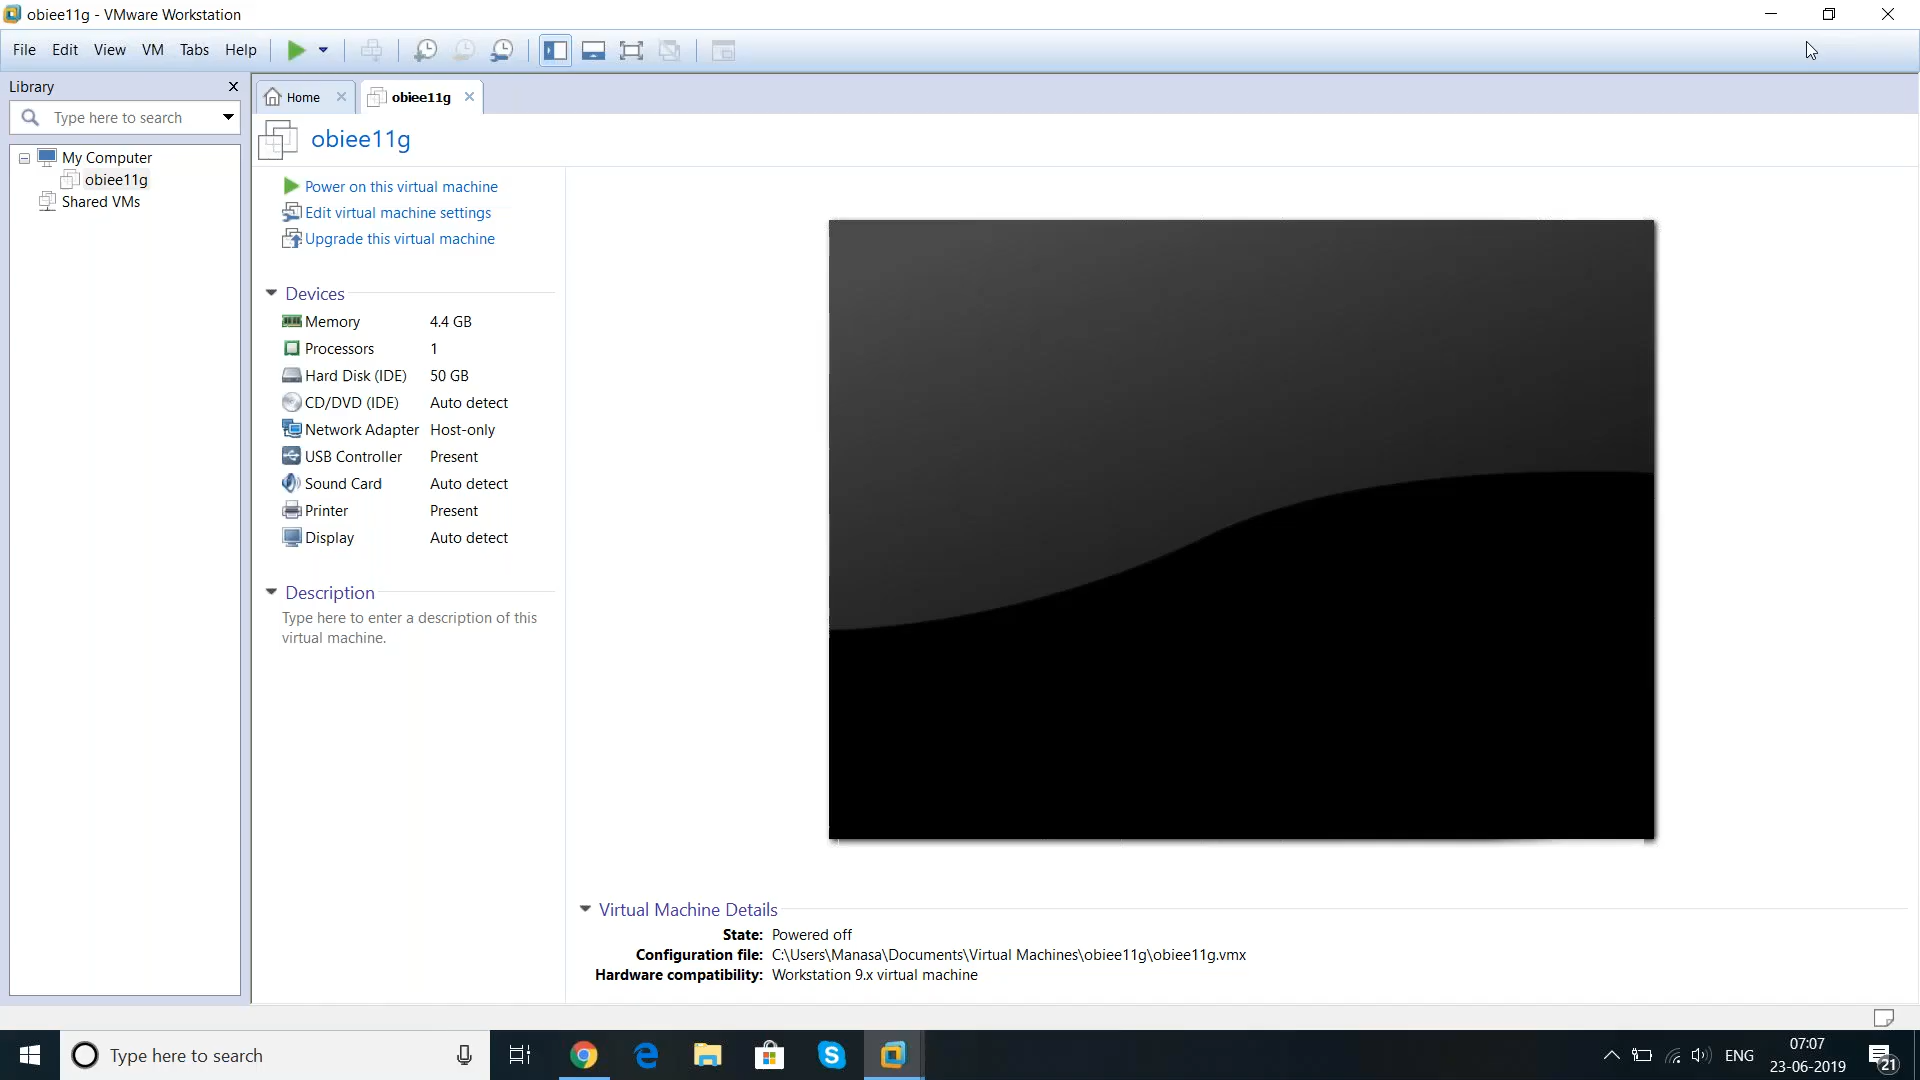 obiee11g - VMware Workstation
File Edit View VM Tabs Help
Library
Type here to search
My Computer
obiee11g
Shared VMs
Home obiee11g
obiee11g
Power on this virtual machine
Edit virtual machine settings
Upgrade this virtual machine
Devices
Memory 4.4 GB
Processors 1
Hard Disk (IDE) 50 GB
CD/DVD (IDE) Auto detect
Network Adapter Host-only
USB Controller Present
Sound Card Auto detect
Printer Present
Display Auto detect
Description
Type here to enter a description of this
virtual machine.
Virtual Machine Details
State: Powered off
Configuration file: C:\Users\Manasa\Documents\Virtual Machines\obiee11g\obiee11g.vmx
Hardware compatibility: Workstation 9.x virtual machine
Type here to search
ENG
07:07
23-06-2019
21